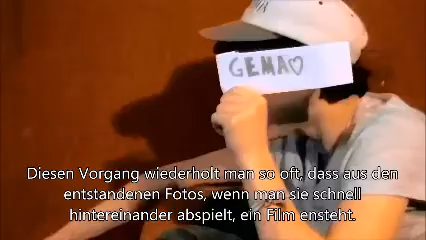 GEMA♡
Diesen Vorgang wiederholt man so oft, dass aus den
entstandenen Fotos, wenn man sie schnell
hintereinander abspielt, ein Film ensteht.